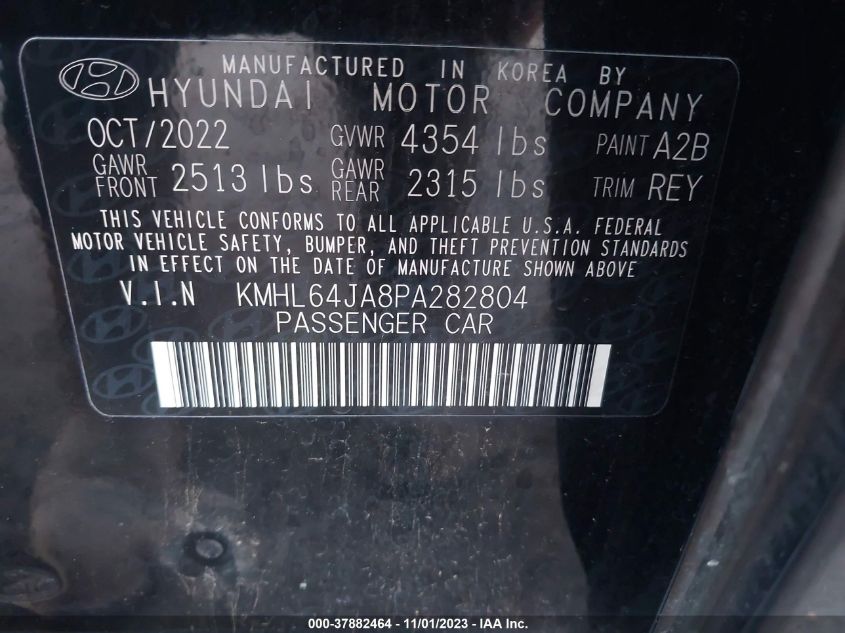 MANUFACTURED IN KOREA BY
HYUNDAI MOTOR COMPANY
OCT/2022 GVWR 4354 lbs PAINT A2B
GAWR FRONT 2513 lbs GAWR REAR 2315 lbs TRIM REY
THIS VEHICLE CONFORMS TO ALL APPLICABLE U.S.A. FEDERAL
MOTOR VEHICLE SAFETY, BUMPER, AND THEFT PREVENTION STANDARDS
IN EFFECT ON THE DATE OF MANUFACTURE SHOWN ABOVE
V.I.N KMHL64JA8PA282804
PASSENGER CAR
000-37882464 - 11/01/2023 - IAA Inc.